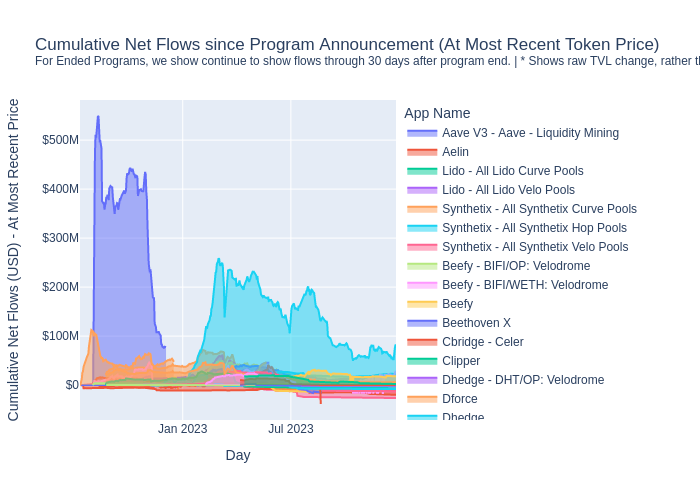 Cumulative Net Flows since Program Announcement (At Most Recent Token Price)
For Ended Programs, we show continue to show flows through 30 days after program end. | * Shows raw TVL change, rather
Cumulative Net Flows (USD) - At Most Recent Price
$500M
$400M
$300M
$200M
$100M
$0
Jan 2023
Jul 2023
Day
App Name
Aave V3 - Aave - Liquidity Mining
Aelin
Lido - All Lido Curve Pools
Lido - All Lido Velo Pools
Synthetix - All Synthetix Curve Pools
Synthetix - All Synthetix Hop Pools
Synthetix - All Synthetix Velo Pools
Beefy - BIFI/OP: Velodrome
Beefy - BIFI/WETH: Velodrome
Beefy
Beethoven X
Cbridge - Celer
Clipper
Dhedge - DHT/OP: Velodrome
Dforce
Dhedge